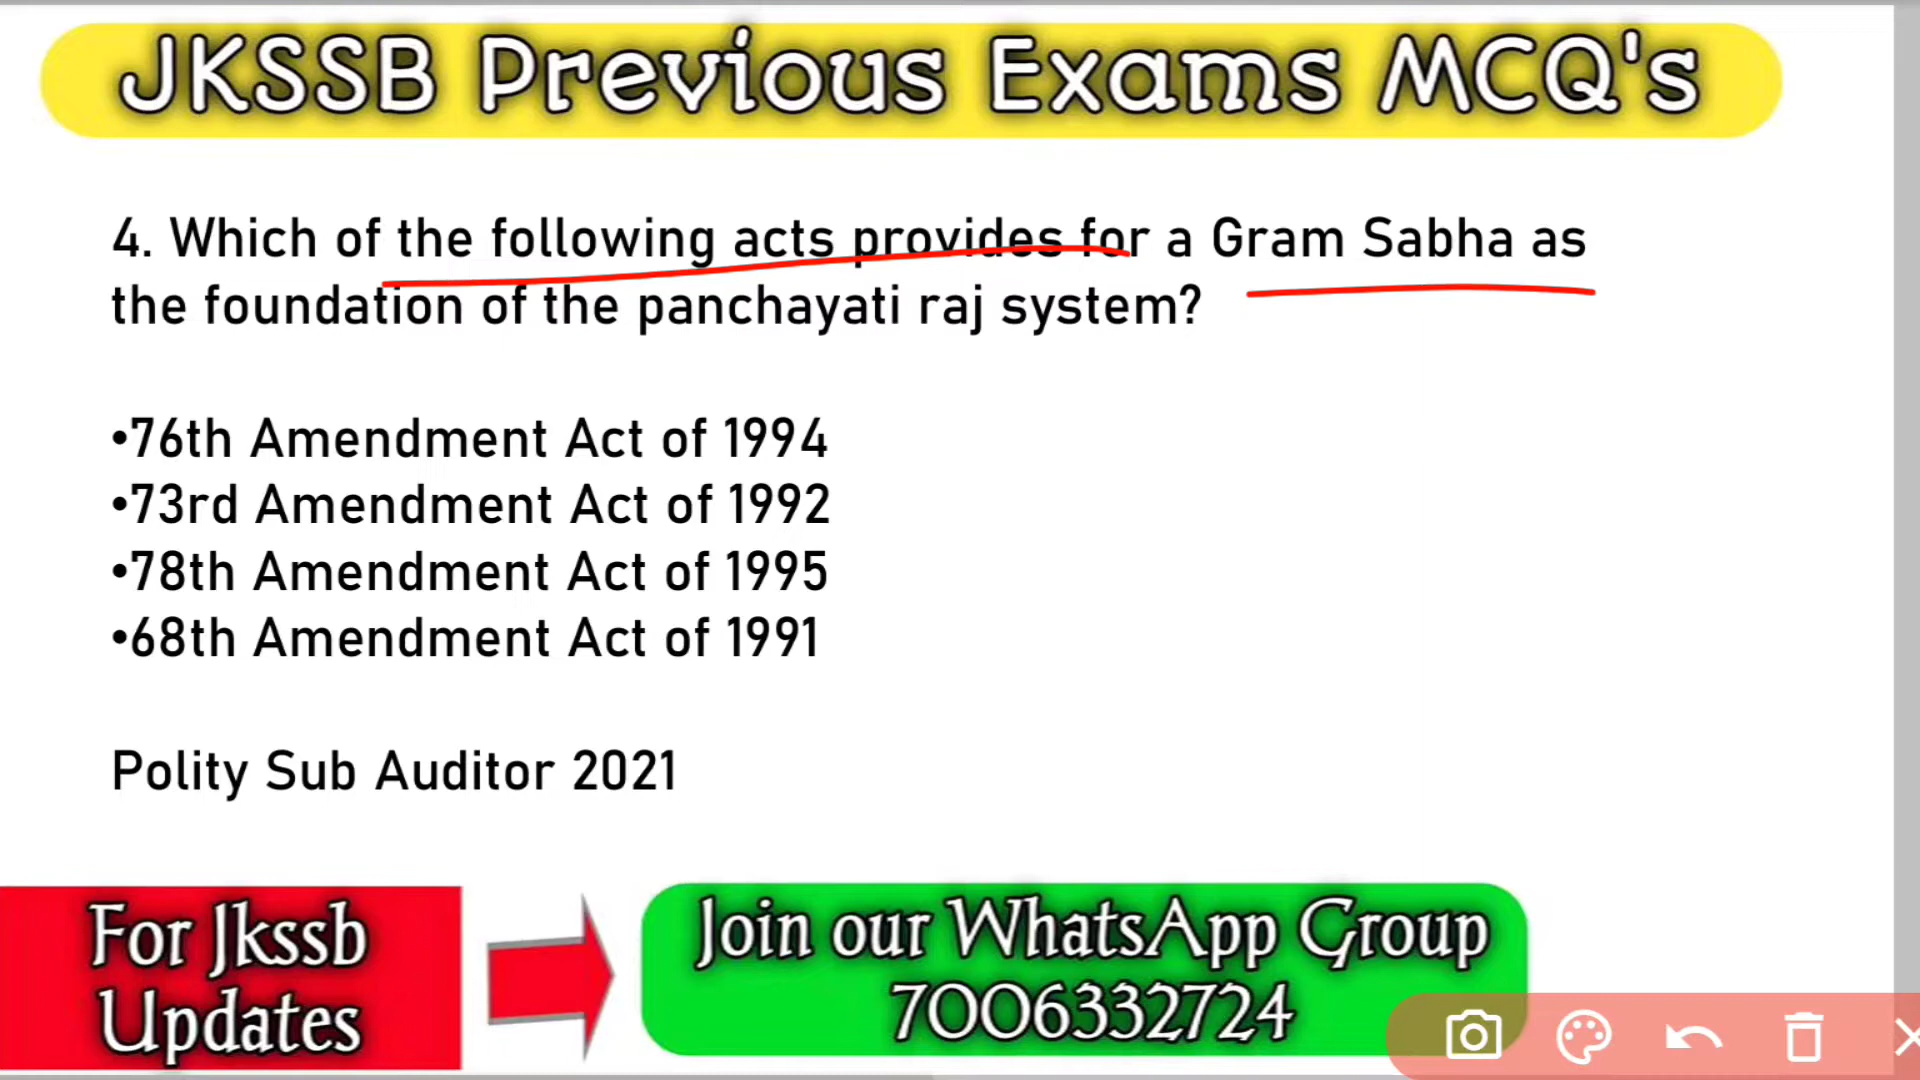 JKSSB Previous Exams MCQ's
4. Which of the following acts provides for a Gram Sabha as
the foundation of the panchayati raj system?
•76th Amendment Act of 1994
•73rd Amendment Act of 1992
•78th Amendment Act of 1995
•68th Amendment Act of 1991
Polity Sub Auditor 2021
For Jkssb
Updates
Join our WhatsApp Group
7006332724